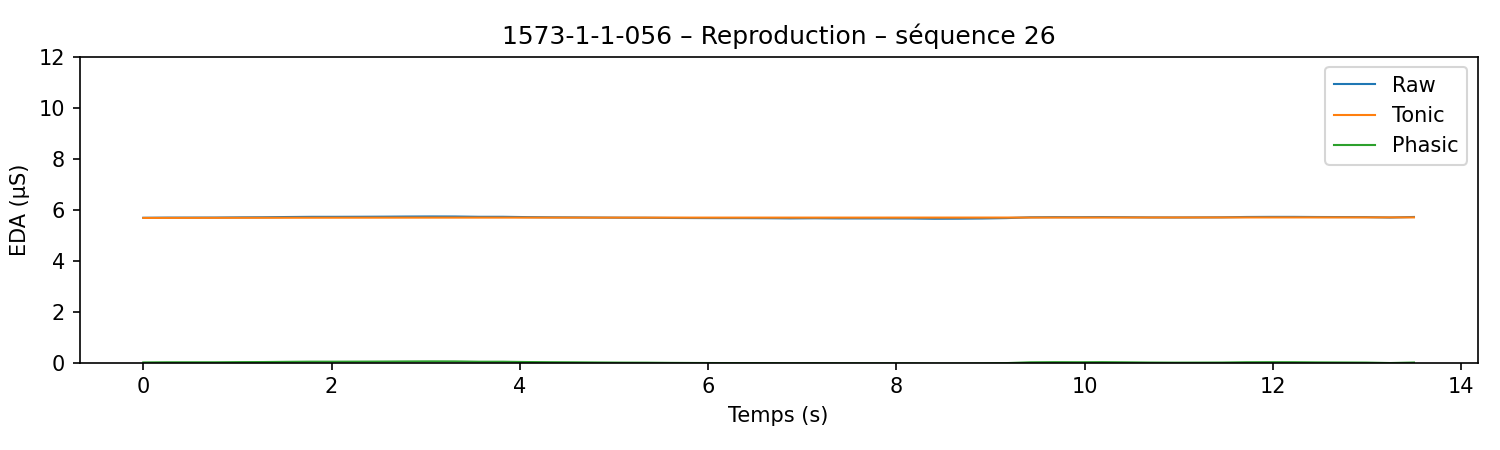 1573-1-1-056 – Reproduction – séquence 26
EDA (µS)
12
10
8
6
4
2
0
Raw
Tonic
Phasic
0 2 4 6 8 10 12 14
Temps (s)